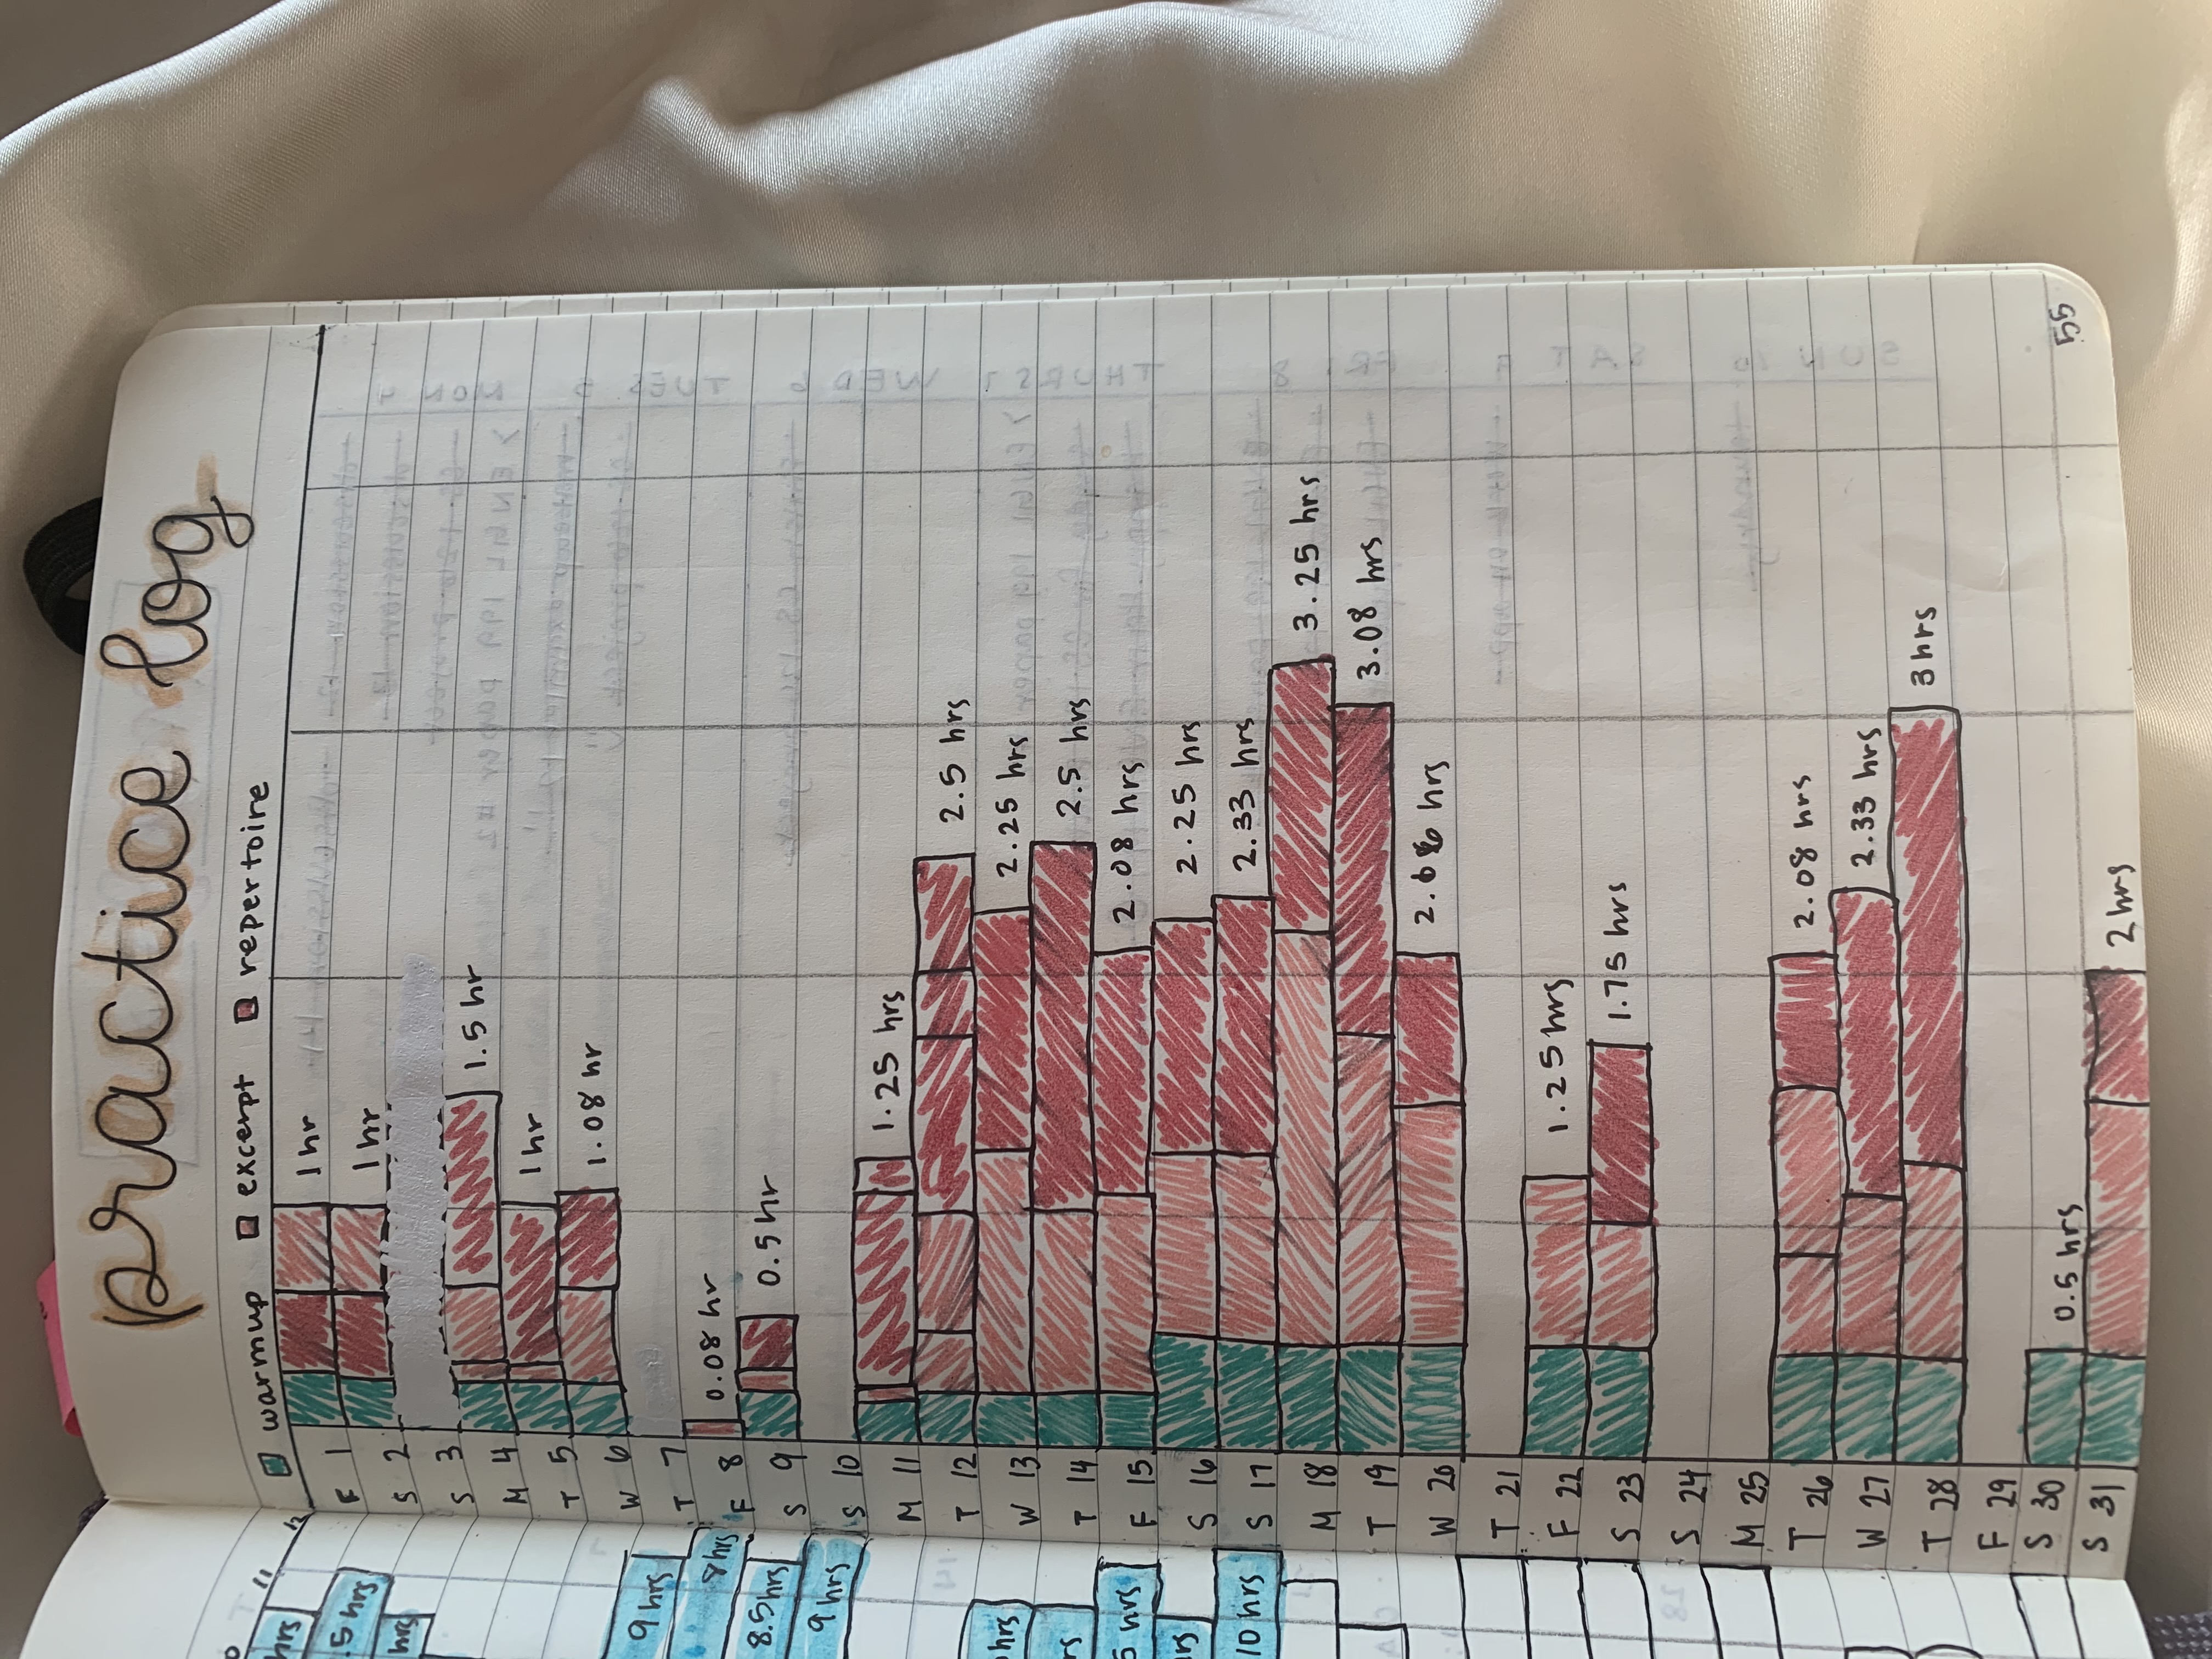 practice log
warmup excerpt repertoire
F 1 1 hr
S 2 1 hr
S 3
M 4 1.5 hr
T 5 1 hr
W 6 1.08 hr
T 7
F 8 0.08 hr
S 9 0.5 hr
S 10
M 11 1.25 hrs
T 12 2.5 hrs
W 13 2.25 hrs
T 14 2.5 hrs
F 15 2.08 hrs
S 16 2.25 hrs
S 17 2.33 hrs
M 18 3.25 hrs
T 19 3.08 hrs
W 20 hrs
T 21
F 22 1.25 hrs
S 23 1.75 hrs
S 24
M 25
T 26 2.08 hrs
W 27 2.33 hrs
T 28 3 hrs
F 29
S 30 0.5 hrs
S 31 2 hrs
55
11
12
hrs
.5 hrs
hrs
9 hrs
8 hrs
8.5 hrs
9 hrs
hrs
rs
5 hrs
rs
10 hrs